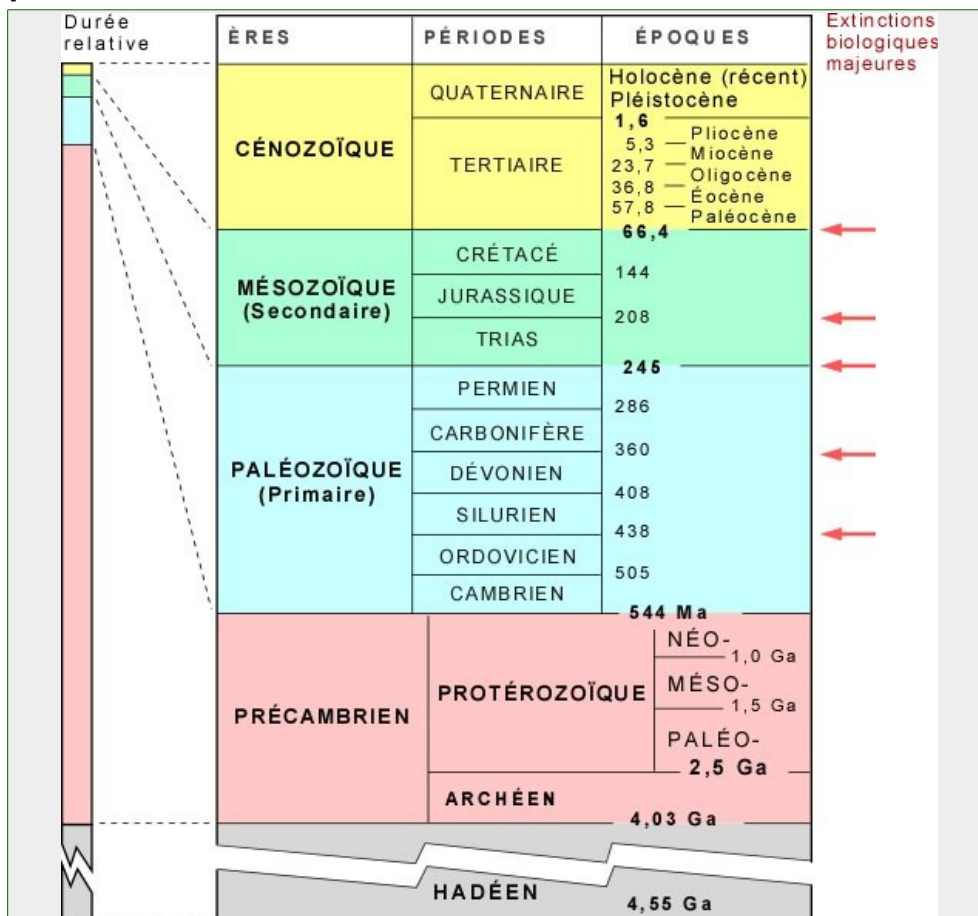 Durée
relative
ÈRES
PÉRIODES
ÉPOQUES
Extinctions
biologiques
majeures
CÉNOZOÏQUE
QUATERNAIRE
Holocène (récent)
Pléistocène
1,6
TERTIAIRE
Pliocène
5,3
Miocène
23,7
Oligocène
36,8
Éocène
57,8
Paléocène
66,4
MÉSOZOÏQUE
(Secondaire)
CRÉTACÉ
144
JURASSIQUE
208
TRIAS
245
PALÉOZOÏQUE
(Primaire)
PERMIEN
286
CARBONIFÈRE
360
DÉVONIEN
408
SILURIEN
438
ORDOVICIEN
505
CAMBRIEN
544 Ma
PRÉCAMBRIEN
PROTÉROZOÏQUE
NÉO-
1,0 Ga
MÉSO-
1,5 Ga
PALÉO-
2,5 Ga
ARCHÉEN
4,03 Ga
HADÉEN
4,55 Ga